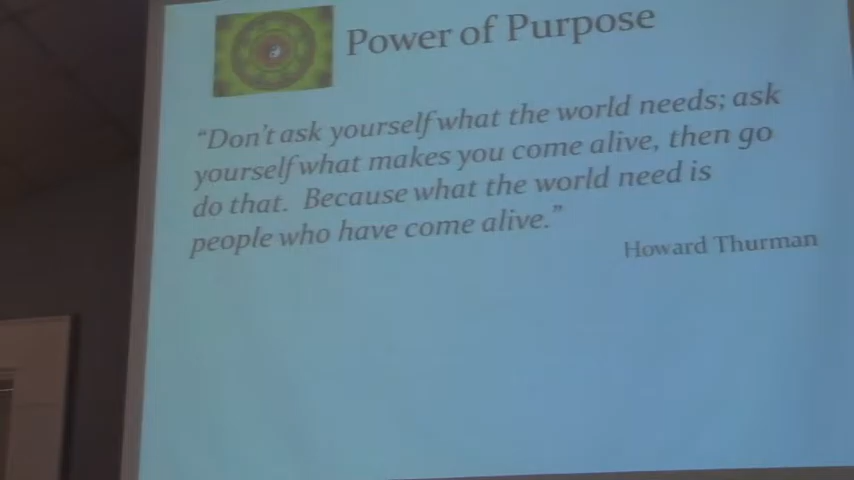 Power of Purpose
“Don’t ask yourself what the world needs; ask
yourself what makes you come alive, then go
do that. Because what the world need is
people who have come alive.”
Howard Thurman